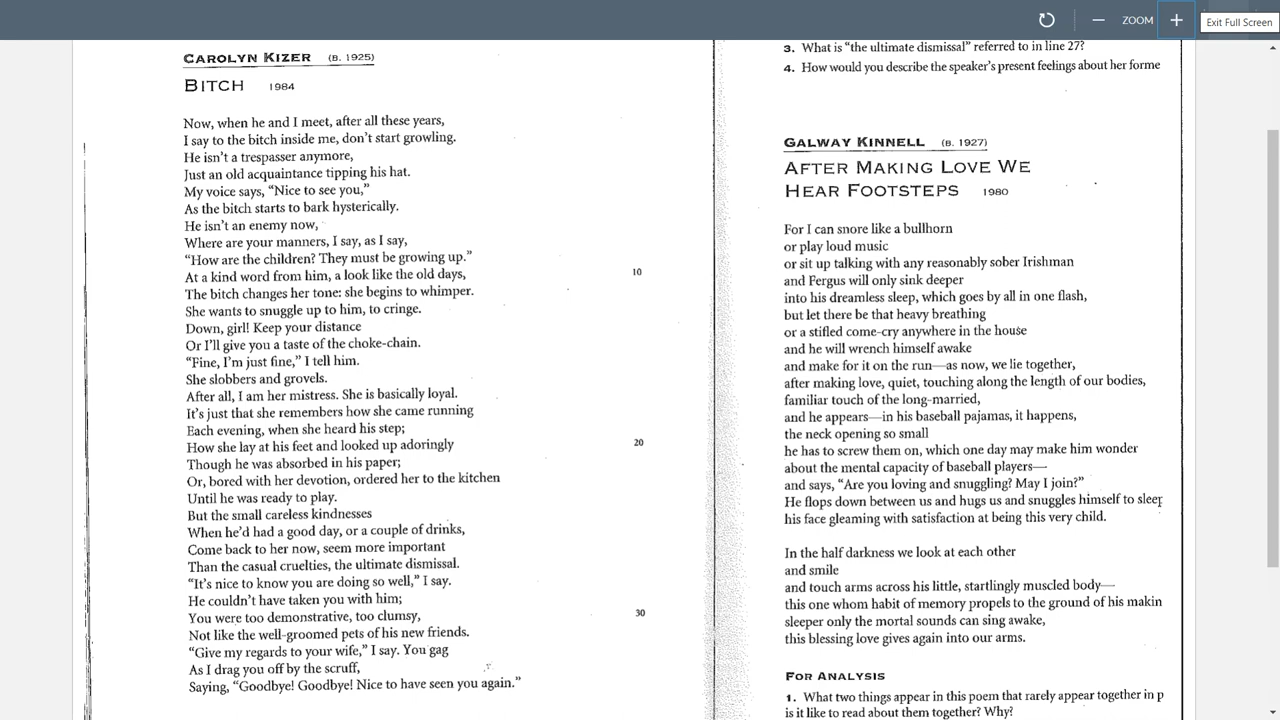 ZOOM
Exit Full Screen
CAROLYN KIZER (B. 1925)
BITCH 1984
Now, when he and I meet, after all these years,
I say to the bitch inside me, don't start growling.
He isn't a trespasser anymore,
Just an old acquaintance tipping his hat.
My voice says, "Nice to see you,"
As the bitch starts to bark hysterically.
He isn't an enemy now,
Where are your manners, I say, as I say,
"How are the children? They must be growing up."
At a kind word from him, a look like the old days, 10
The bitch changes her tone: she begins to whimper.
She wants to snuggle up to him, to cringe.
Down, girl! Keep your distance
Or I'll give you a taste of the choke-chain.
"Fine, I'm just fine," I tell him.
She slobbers and grovels.
After all, I am her mistress. She is basically loyal.
It's just that she remembers how she came running
Each evening, when she heard his step;
How she lay at his feet and looked up adoringly 20
Though he was absorbed in his paper;
Or, bored with her devotion, ordered her to the kitchen
Until he was ready to play.
But the small careless kindnesses
When he'd had a good day, or a couple of drinks,
Come back to her now, seem more important
Than the casual cruelties, the ultimate dismissal.
"It's nice to know you are doing so well," I say.
He couldn't have taken you with him;
You were too demonstrative, too clumsy, 30
Not like the well-groomed pets of his new friends.
"Give my regards to your wife," I say. You gag
As I drag you off by the scruff,
Saying, "Goodbye! Goodbye! Nice to have seen you again."
3. What is "the ultimate dismissal" referred to in line 27?
4. How would you describe the speaker's present feelings about her forme
GALWAY KINNELL (B. 1927)
AFTER MAKING LOVE WE
HEAR FOOTSTEPS 1980
For I can snore like a bullhorn
or play loud music
or sit up talking with any reasonably sober Irishman
and Fergus will only sink deeper
into his dreamless sleep, which goes by all in one flash,
but let there be that heavy breathing
or a stifled come-cry anywhere in the house
and he will wrench himself awake
and make for it on the run—as now, we lie together,
after making love, quiet, touching along the length of our bodies,
familiar touch of the long-married,
and he appears—in his baseball pajamas, it happens,
the neck opening so small
he has to screw them on, which one day may make him wonder
about the mental capacity of baseball players—
and says, "Are you loving and snuggling? May I join?"
He flops down between us and hugs us and snuggles himself to sleep
his face gleaming with satisfaction at being this very child.
In the half darkness we look at each other
and smile
and touch arms across his little, startlingly muscled body—
this one whom habit of memory propels to the ground of his makin
sleeper only the mortal sounds can sing awake,
this blessing love gives again into our arms.
FOR ANALYSIS
1. What two things appear in this poem that rarely appear together in p
is it like to read about them together? Why?